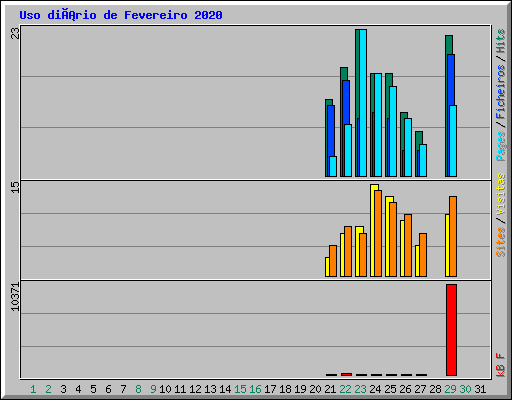 Uso diÃ¡rio de Fevereiro 2020
23
15
10371
Pages / Ficheiros / Hits
Sites / Visitas
kB F
1 2 3 4 5 6 7 8 9 10 11 12 13 14 15 16 17 18 19 20 21 22 23 24 25 26 27 28 29 30 31